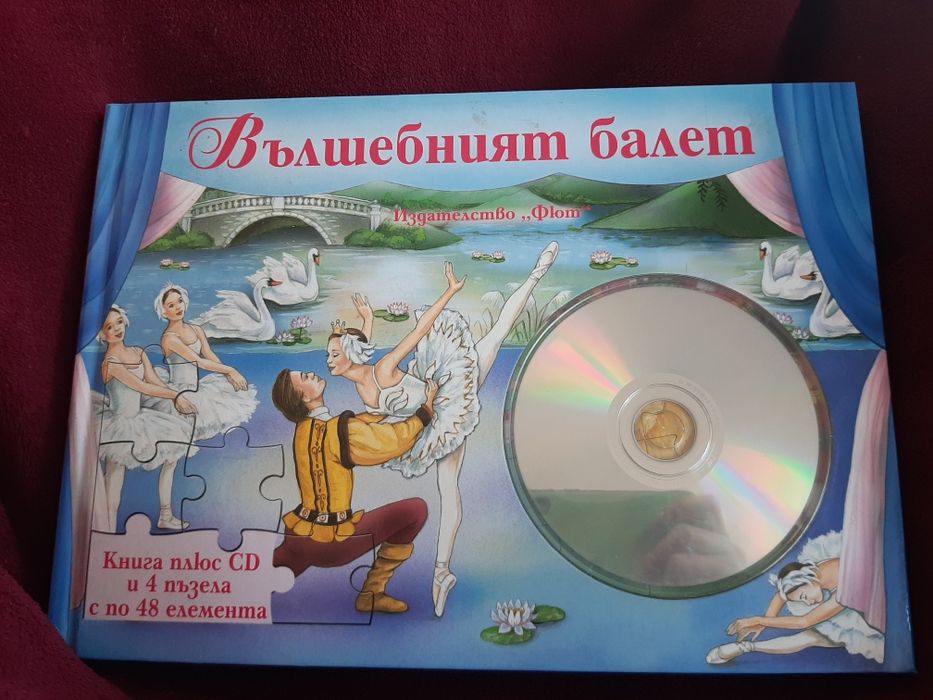 Вълшебният балет
Издателство „Фют“
Книга плюс CD
и 4 пъзела
с по 48 елемента